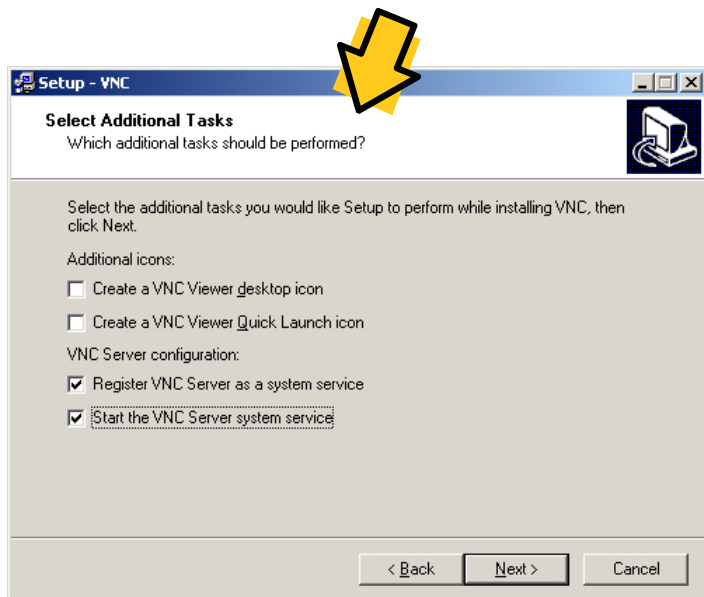 Setup - VNC
Select Additional Tasks
Which additional tasks should be performed?
Select the additional tasks you would like Setup to perform while installing VNC, then
click Next.
Additional icons:
Create a VNC Viewer desktop icon
Create a VNC Viewer Quick Launch icon
VNC Server configuration:
Register VNC Server as a system service
Start the VNC Server system service
< Back Next > Cancel